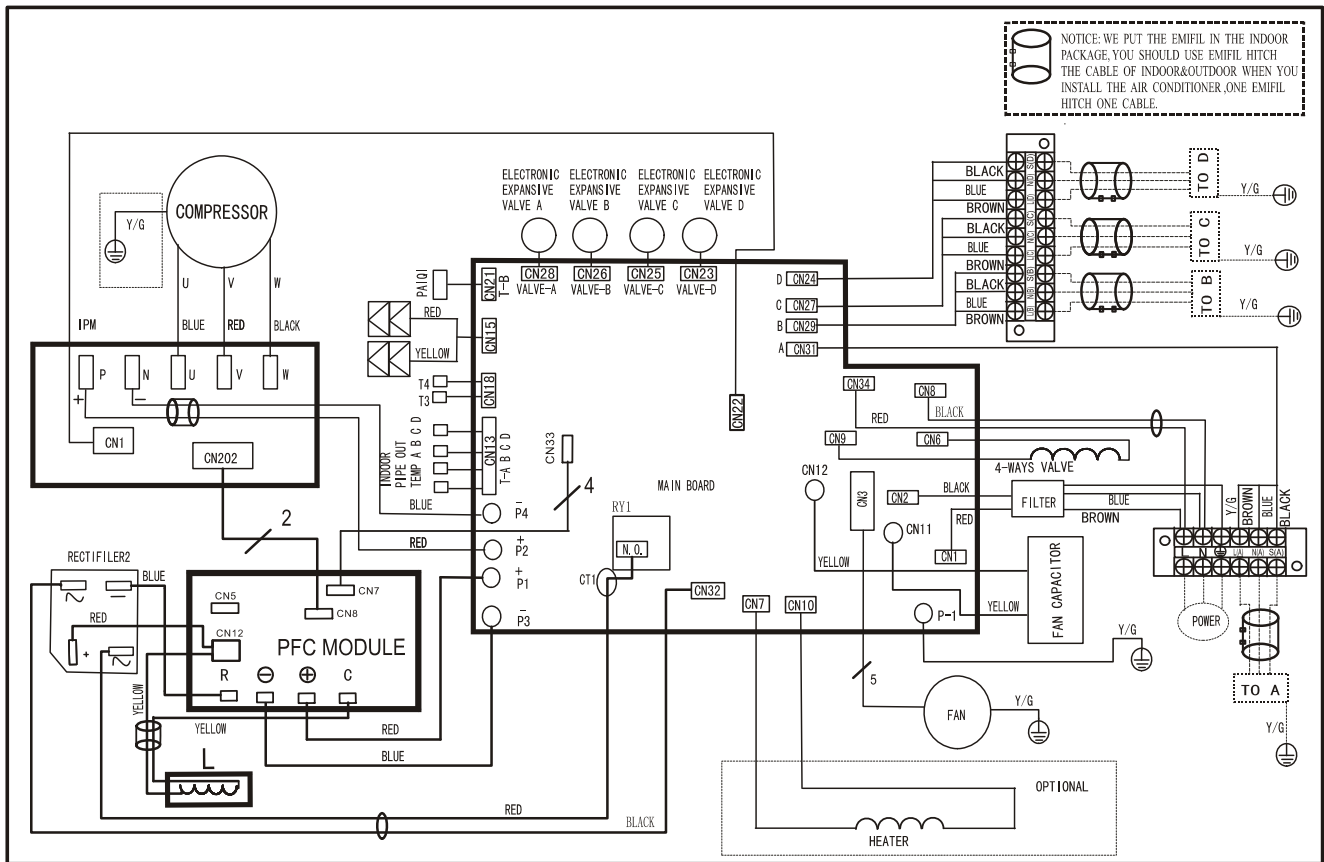 NOTICE: WE PUT THE EMIFIL IN THE INDOOR
PACKAGE, YOU SHOULD USE EMIFIL HITCH
THE CABLE OF INDOOR&OUTDOOR WHEN YOU
INSTALL THE AIR CONDITIONER ,ONE EMIFIL
HITCH ONE CABLE.
COMPRESSOR
Y/G
U
V
W
BLUE
RED
BLACK
IPM
P
N
U
V
W
+
−
CN1
CN202
2
RECTIFILER2
BLUE
RED
+
YELLOW
CN5
CN7
CN8
CN12
PFC MODULE
R
C
YELLOW
L
RED
BLUE
RED
BLACK
ELECTRONIC
EXPANSIVE
VALVE A
ELECTRONIC
EXPANSIVE
VALVE B
ELECTRONIC
EXPANSIVE
VALVE C
ELECTRONIC
EXPANSIVE
VALVE D
CN28
VALVE-A
CN26
VALVE-B
CN25
VALVE-C
CN23
VALVE-D
PAIQI
CN21
T-B
RED
YELLOW
CN15
T4
T3
CN18
INDOOR
PIPE OUT
TEMP A B C D
CN13
T-A B C D
CN33
4
BLUE
RED
−
P4
+
P2
+
P1
−
P3
MAIN BOARD
RY1
N.O.
CT1
CN32
CN22
D CN24
C CN27
B CN29
A CN31
CN34
CN8
RED
BLACK
CN9
CN6
4-WAYS VALVE
CN12
CN3
CN2
BLACK
CN11
RED
CN1
FILTER
BLUE
BROWN
YELLOW
YELLOW
FAN CAPACITOR
CN7
CN10
P-1
Y/G
5
FAN
Y/G
OPTIONAL
HEATER
BLACK
BLUE
BROWN
BLACK
BLUE
BROWN
BLACK
BLUE
BROWN
S(D)
N(D)
L(D)
S(C)
N(C)
L(C)
S(B)
N(B)
L(B)
TO D
Y/G
TO C
Y/G
TO B
Y/G
Y/G
BROWN
BLUE
BLACK
L
N
L(A)
N(A)
S(A)
POWER
TO A
Y/G